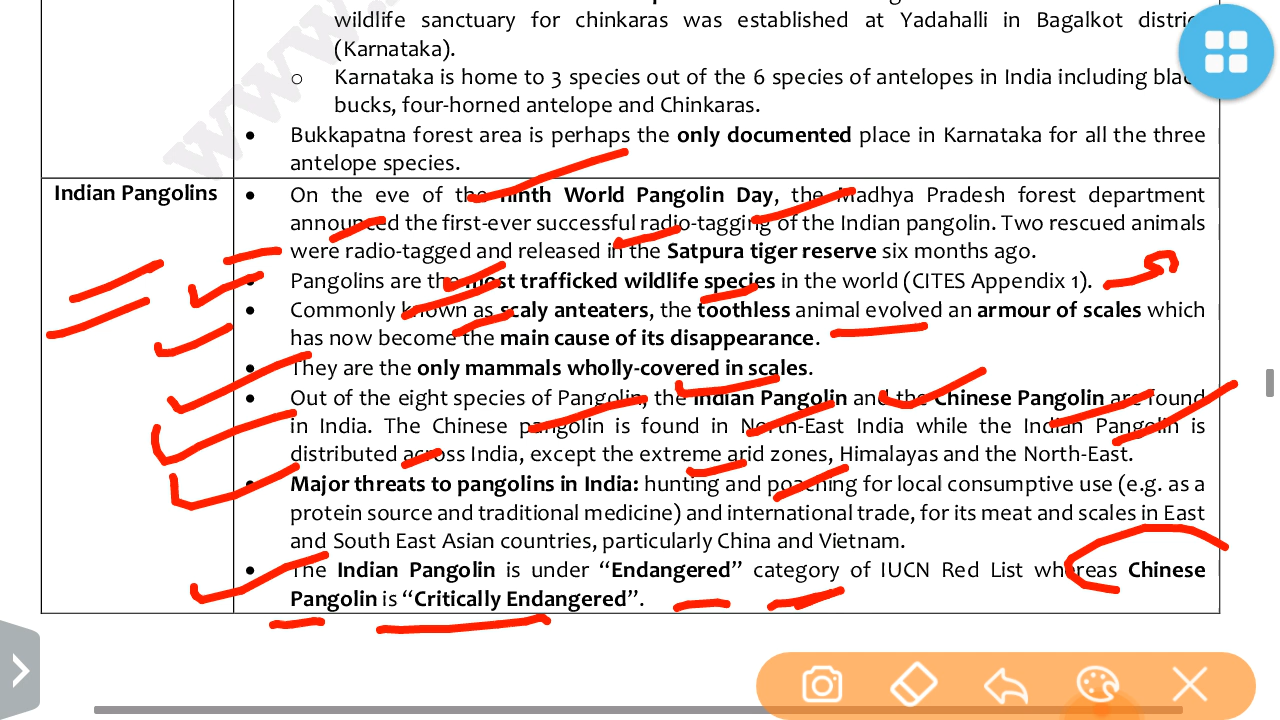 wildlife sanctuary for chinkaras was established at Yadahalli in Bagalkot
(Karnataka).
o Karnataka is home to 3 species out of the 6 species of antelopes in India including
bucks, four-horned antelope and Chinkaras.
• Bukkapatna forest area is perhaps the only documented place in Karnataka for all the three
antelope species.
Indian Pangolins
• On the eve of the ninth World Pangolin Day, the Madhya Pradesh forest department
announced the first-ever successful radio-tagging of the Indian pangolin. Two rescued animals
were radio-tagged and released in the Satpura tiger reserve six months ago.
• Pangolins are the most trafficked wildlife species in the world (CITES Appendix 1).
• Commonly known as scaly anteaters, the toothless animal evolved an armour of scales which
has now become the main cause of its disappearance.
• They are the only mammals wholly-covered in scales.
• Out of the eight species of Pangolin, the Indian Pangolin and the Chinese Pangolin are found
in India. The Chinese pangolin is found in North-East India while the Indian Pangolin is
distributed across India, except the extreme arid zones, Himalayas and the North-East.
• Major threats to pangolins in India: hunting and poaching for local consumptive use (e.g. as a
protein source and traditional medicine) and international trade, for its meat and scales in East
and South East Asian countries, particularly China and Vietnam.
• The Indian Pangolin is under “Endangered” category of IUCN Red List whereas Chinese
Pangolin is “Critically Endangered”.
www.